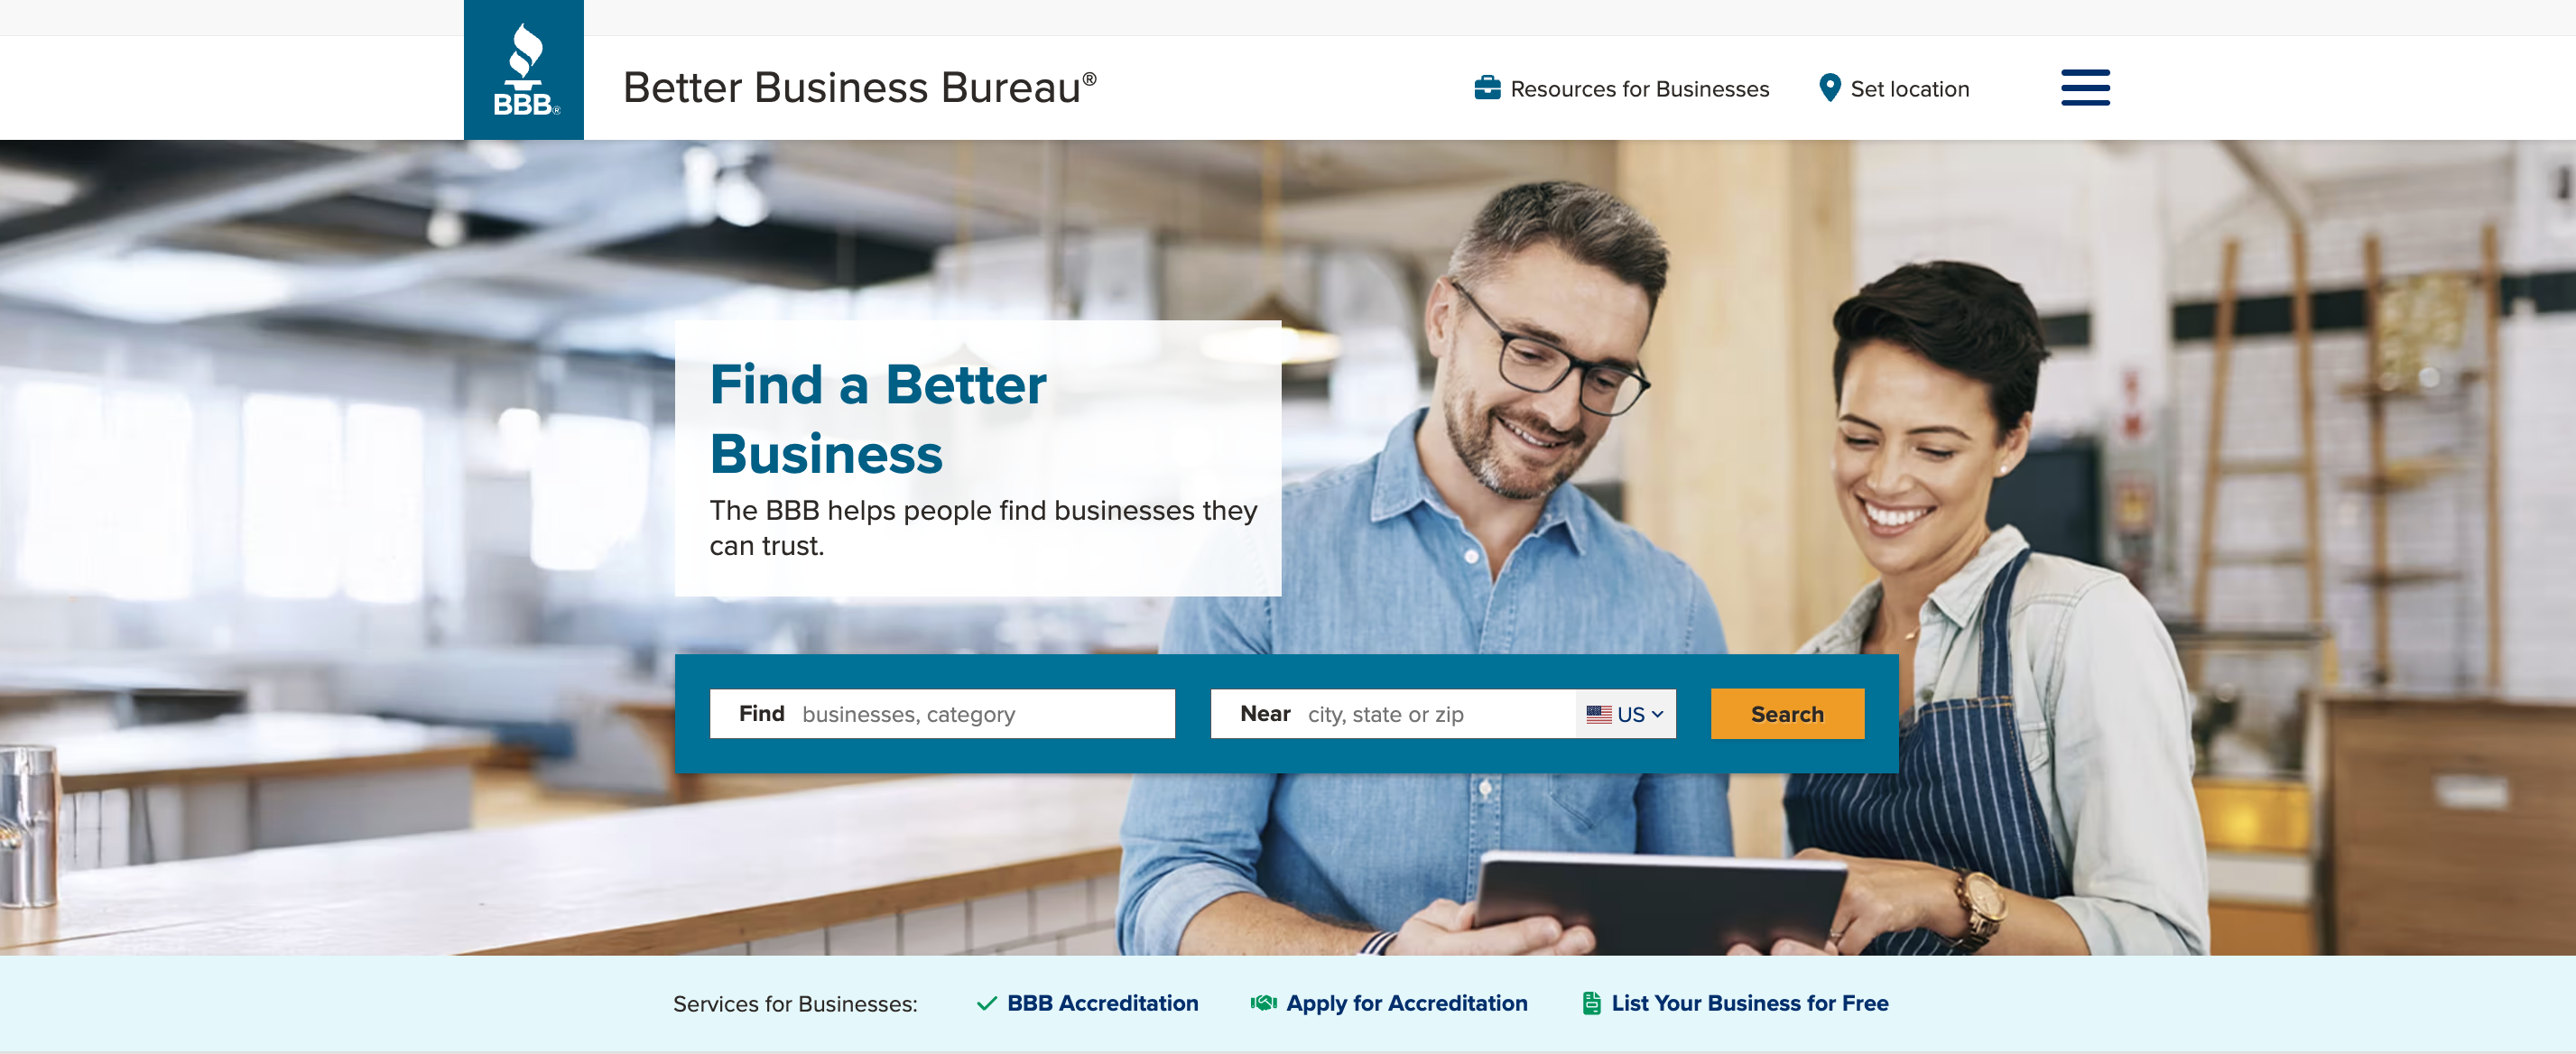 BBB®
Better Business Bureau®
Resources for Businesses
Set location
Find a Better
Business
The BBB helps people find businesses they
can trust.
Find businesses, category
Near city, state or zip US
Search
Services for Businesses: BBB Accreditation Apply for Accreditation List Your Business for Free